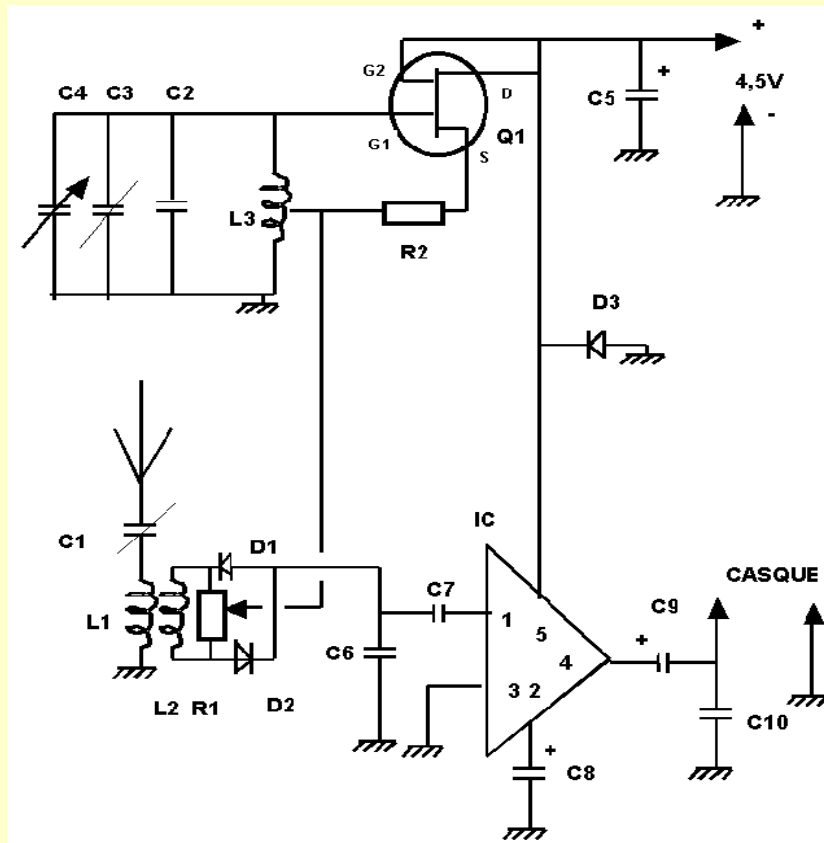 G2
+
C4 C3 C2
D
C5
+
4,5V
G1
Q1
-
S
L3
R2
D3
IC
C1
D1
C7
CASQUE
C9
L1
1
5
+
C6
4
3 2
L2 R1
D2
C10
+
C8